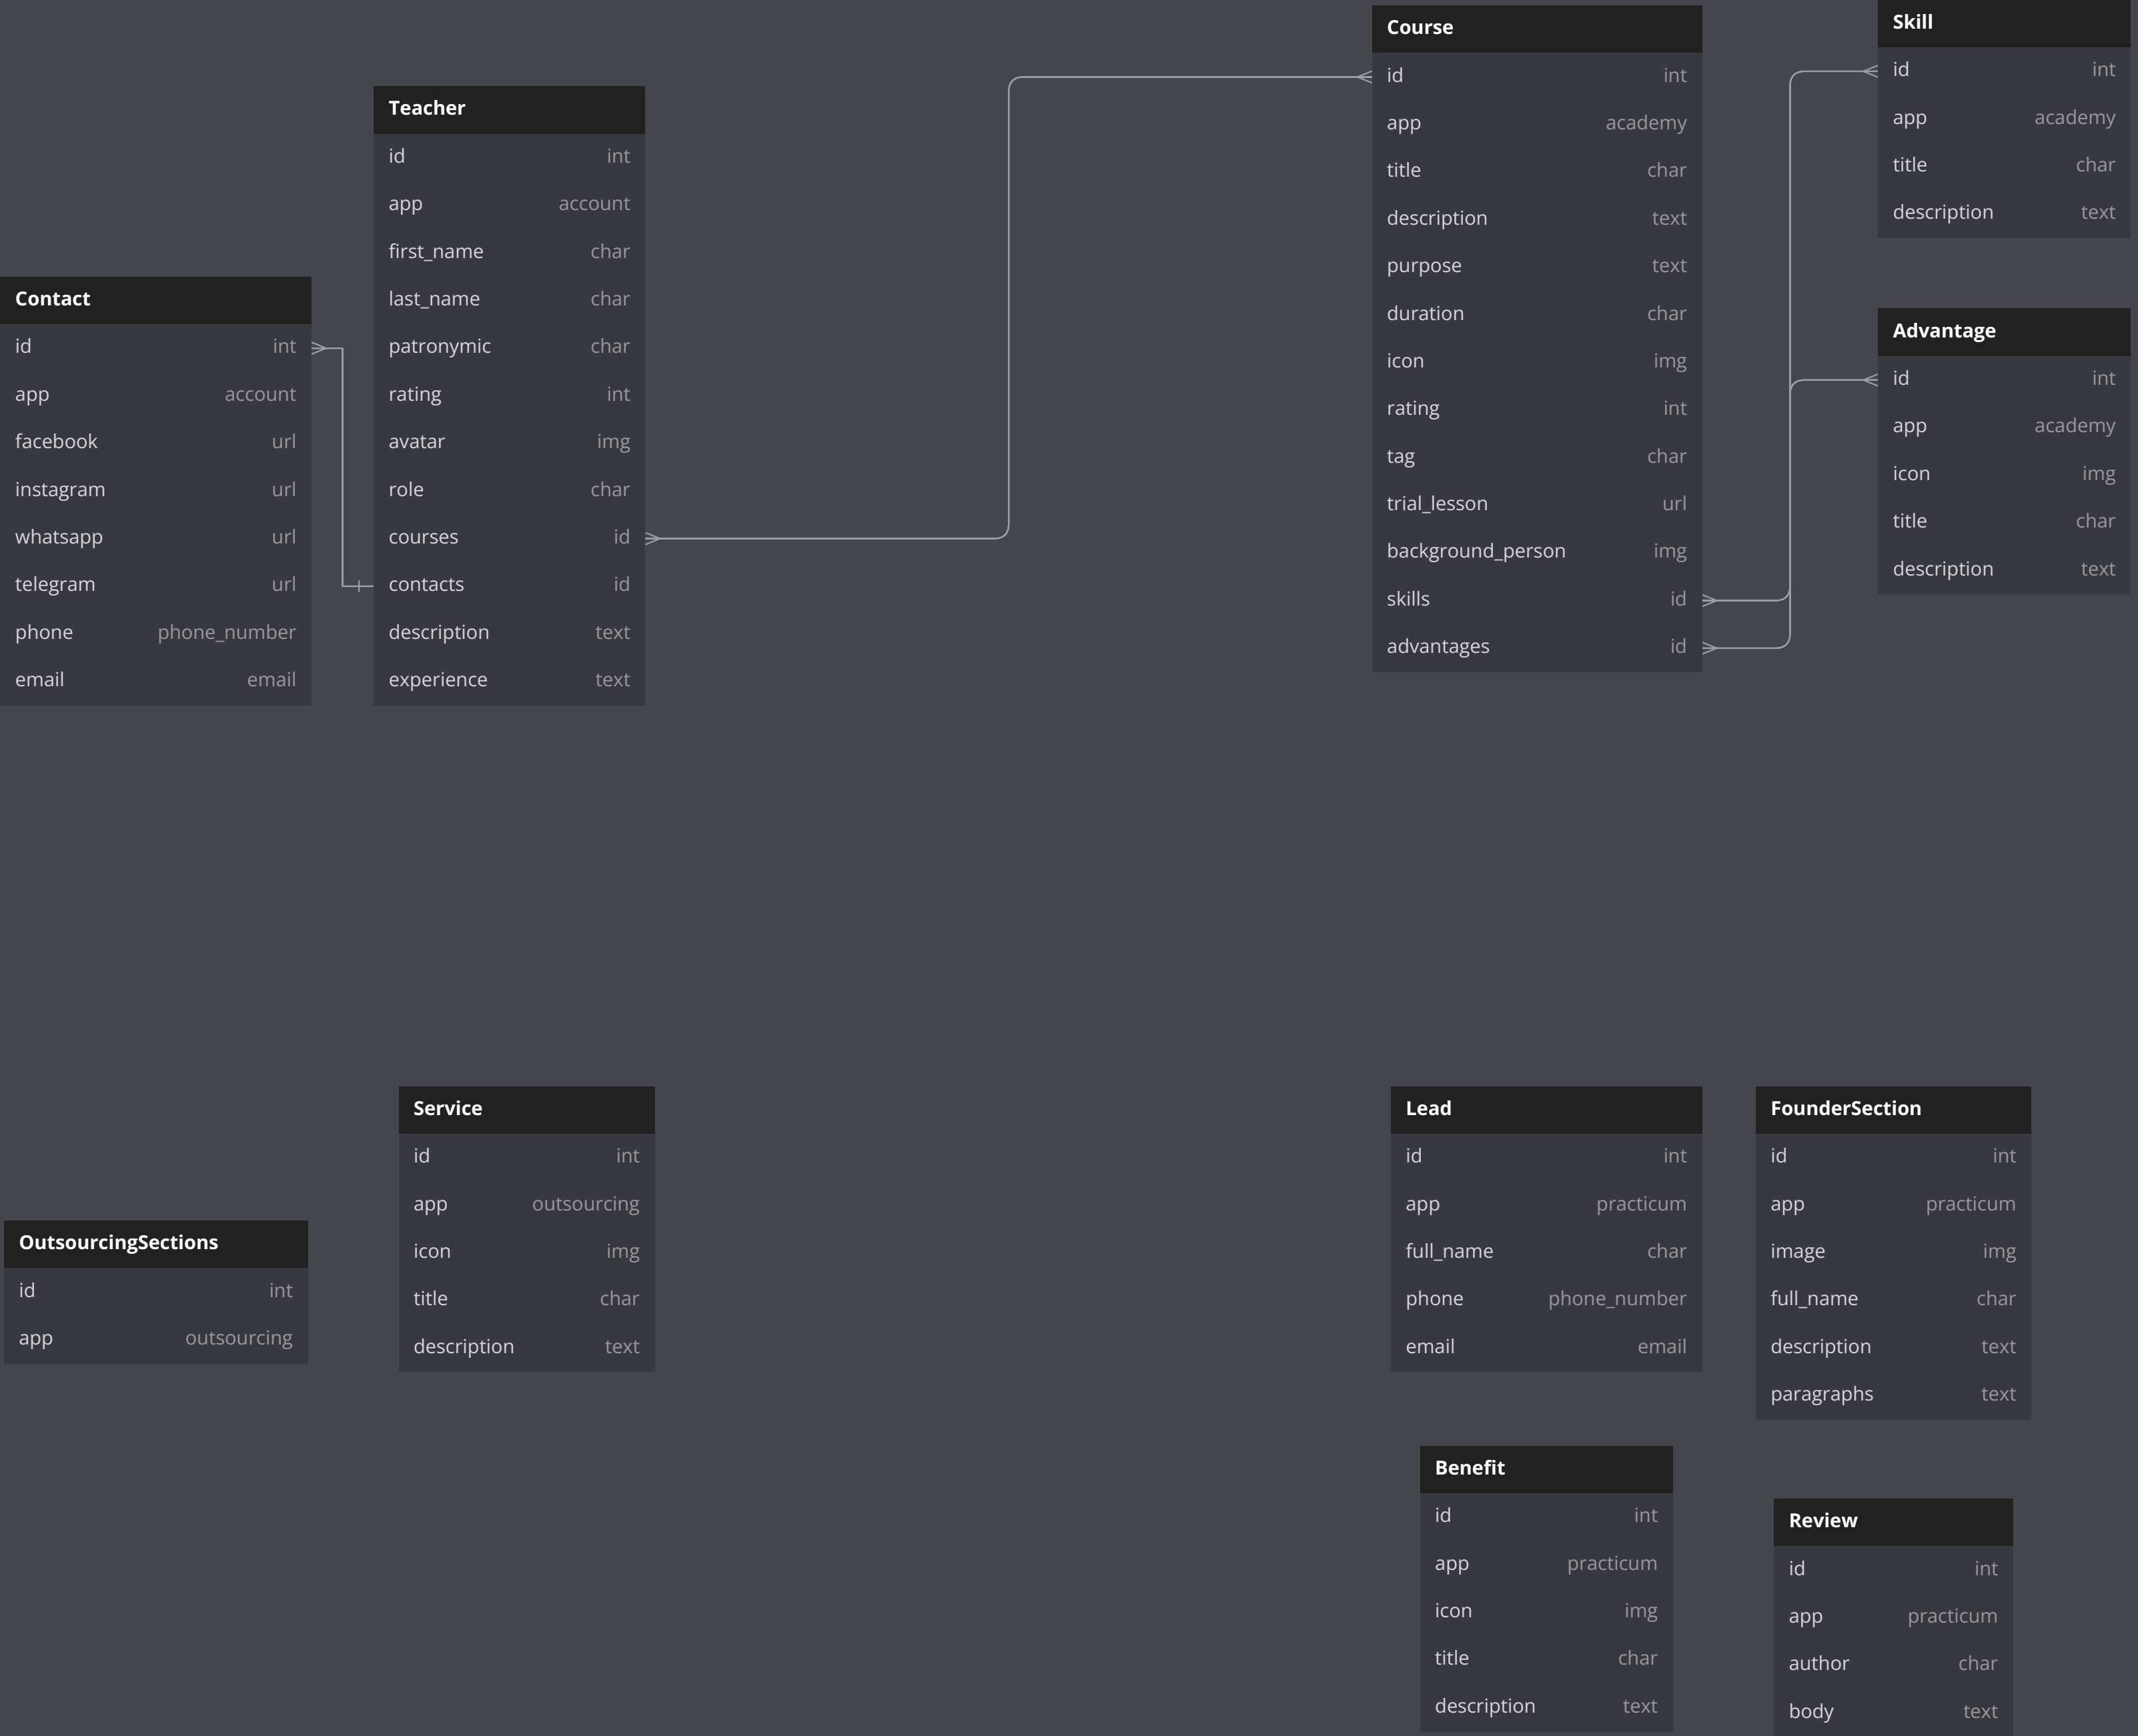 Contact
id int
app account
facebook url
instagram url
whatsapp url
telegram url
phone phone_number
email email
Teacher
id int
app account
first_name char
last_name char
patronymic char
rating int
avatar img
role char
courses id
contacts id
description text
experience text
Course
id int
app academy
title char
description text
purpose text
duration char
icon img
rating int
tag char
trial_lesson url
background_person img
skills id
advantages id
Skill
id int
app academy
title char
description text
Advantage
id int
app academy
icon img
title char
description text
OutsourcingSections
id int
app outsourcing
Service
id int
app outsourcing
icon img
title char
description text
Lead
id int
app practicum
full_name char
phone phone_number
email email
FounderSection
id int
app practicum
image img
full_name char
description text
paragraphs text
Benefit
id int
app practicum
icon img
title char
description text
Review
id int
app practicum
author char
body text